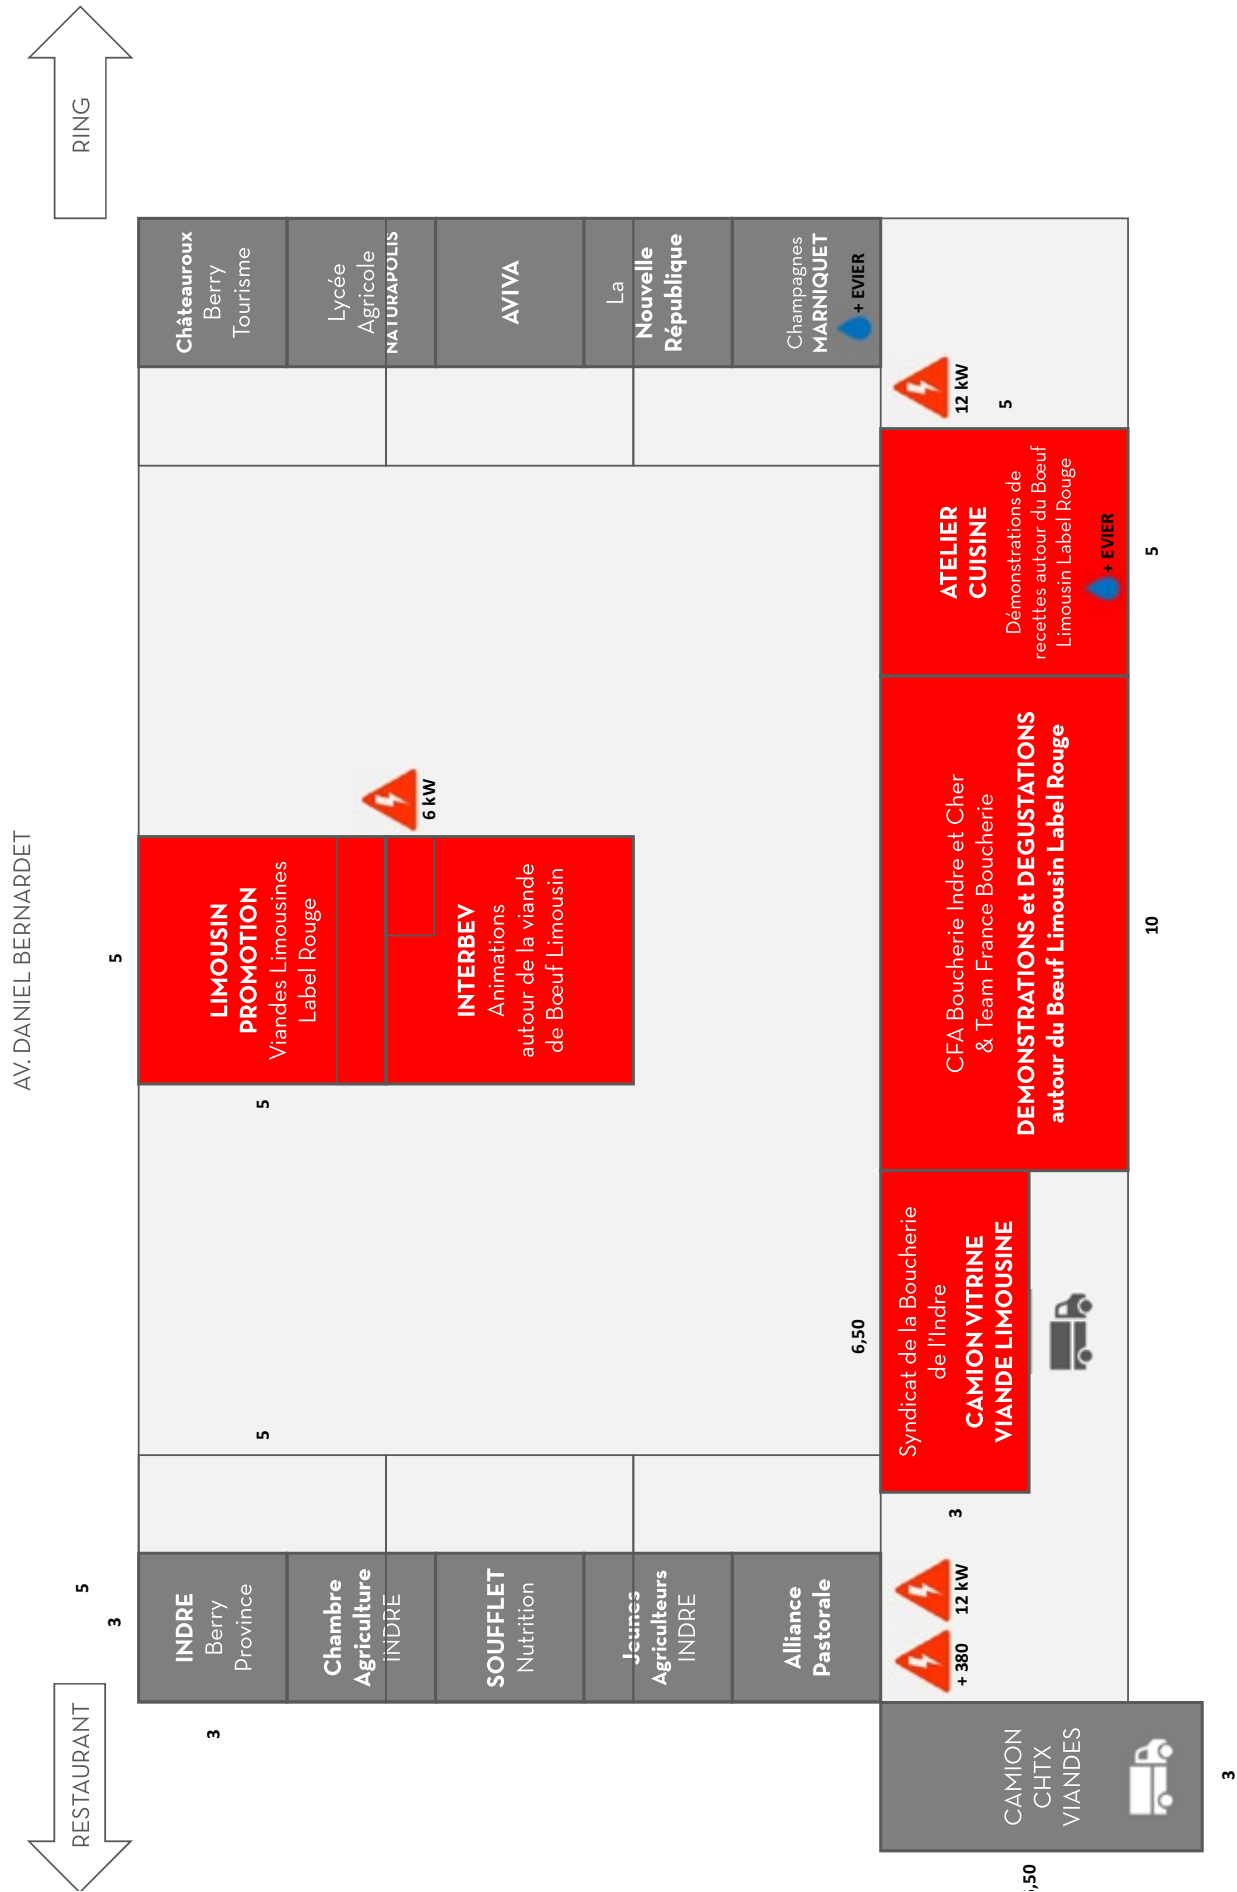 AV. DANIEL BERNARDET
RESTAURANT
RING
5
3
5
3
INDRE
Berry
Province
Chambre
Agriculture
INDRE
SOUFFLET
Nutrition
Jeunes
Agriculteurs
INDRE
Alliance
Pastorale
5
5
LIMOUSIN
PROMOTION
Viandes Limousines
Label Rouge
INTERBEV
Animations
autour de la viande
de Bœuf Limousin
6 kW
Châteauroux
Berry
Tourisme
Lycée
Agricole
NATURAPOLIS
AVIVA
La
Nouvelle
République
Champagnes
MARNIQUET
+ EVIER
6,50
+ 380
12 kW
3
Syndicat de la Boucherie
de l'Indre
CAMION VITRINE
VIANDE LIMOUSINE
CFA Boucherie Indre et Cher
& Team France Boucherie
DEMONSTRATIONS et DEGUSTATIONS
autour du Bœuf Limousin Label Rouge
10
ATELIER
CUISINE
Démonstrations de
recettes autour du Bœuf
Limousin Label Rouge
+ EVIER
5
12 kW
5
CAMION
CHTX
VIANDES
3
,50